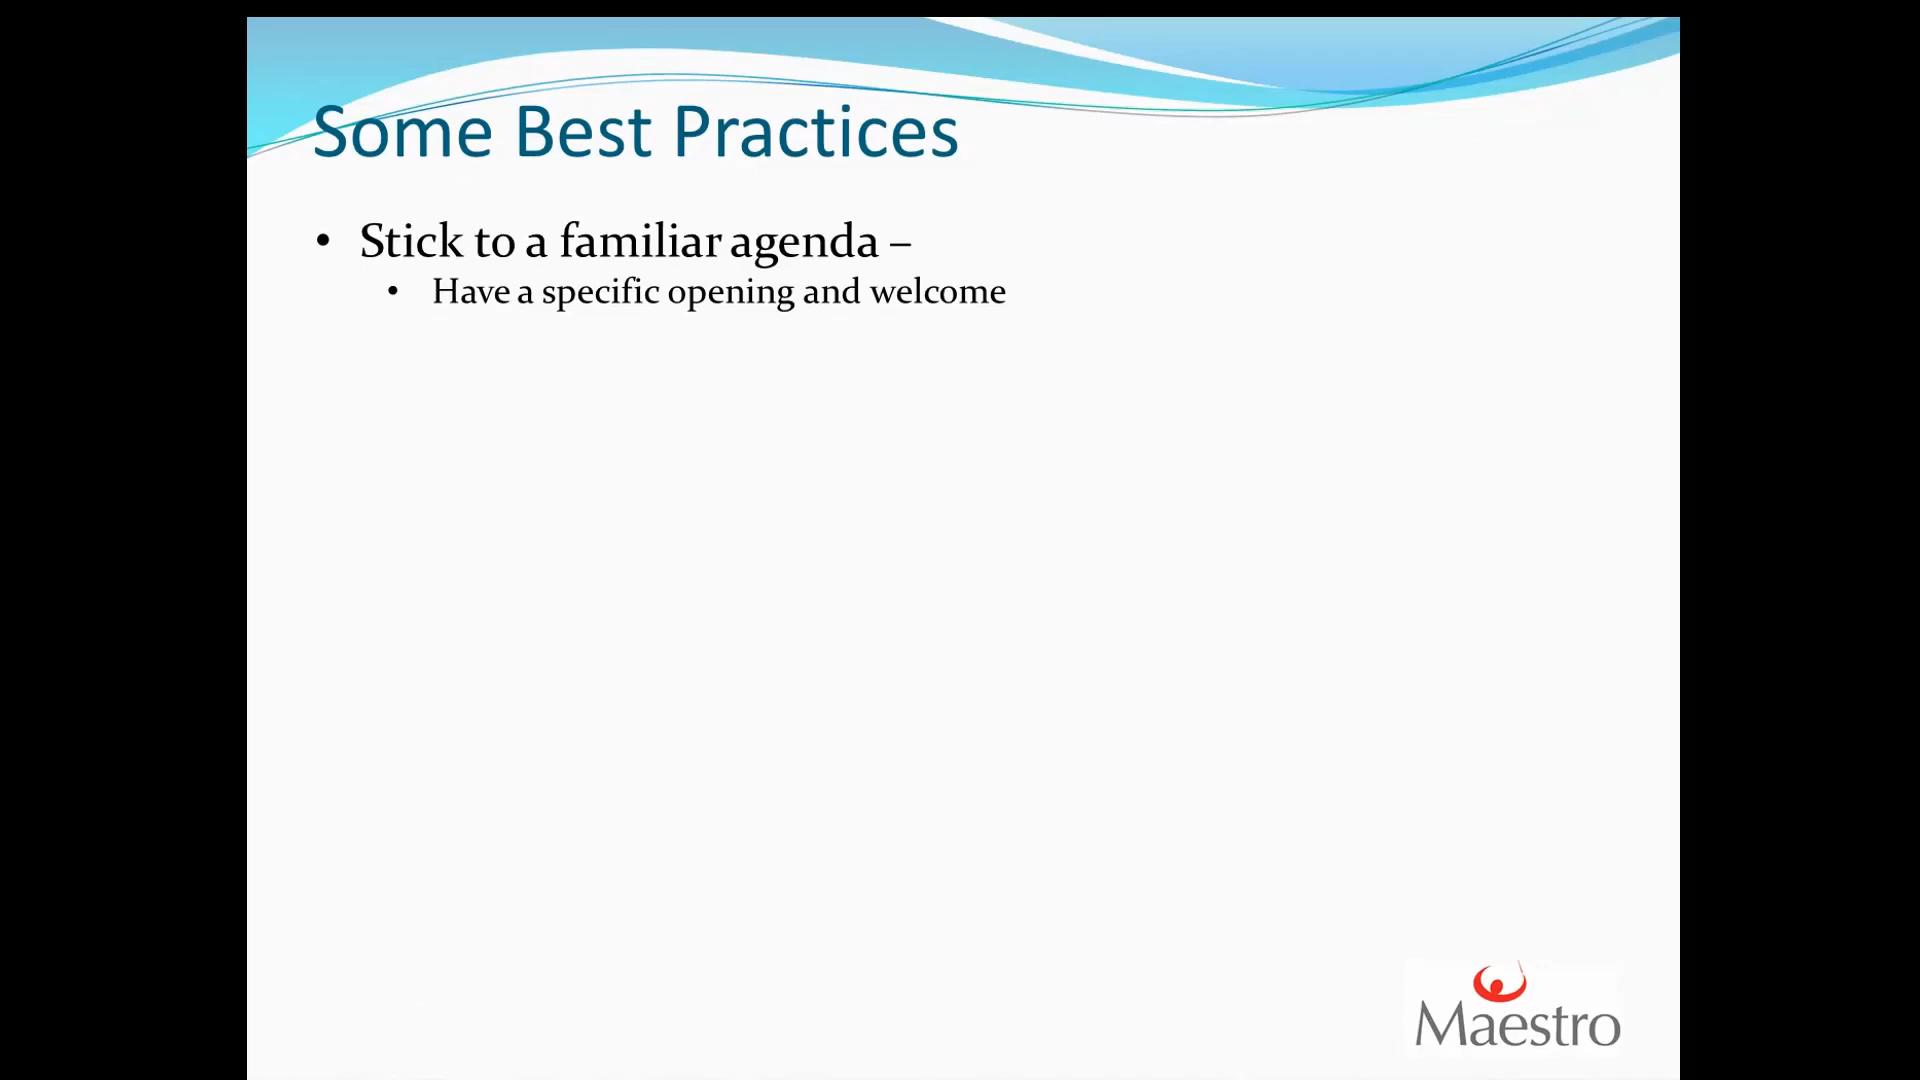 Some Best Practices
• Stick to a familiar agenda –
• Have a specific opening and welcome
Maestro